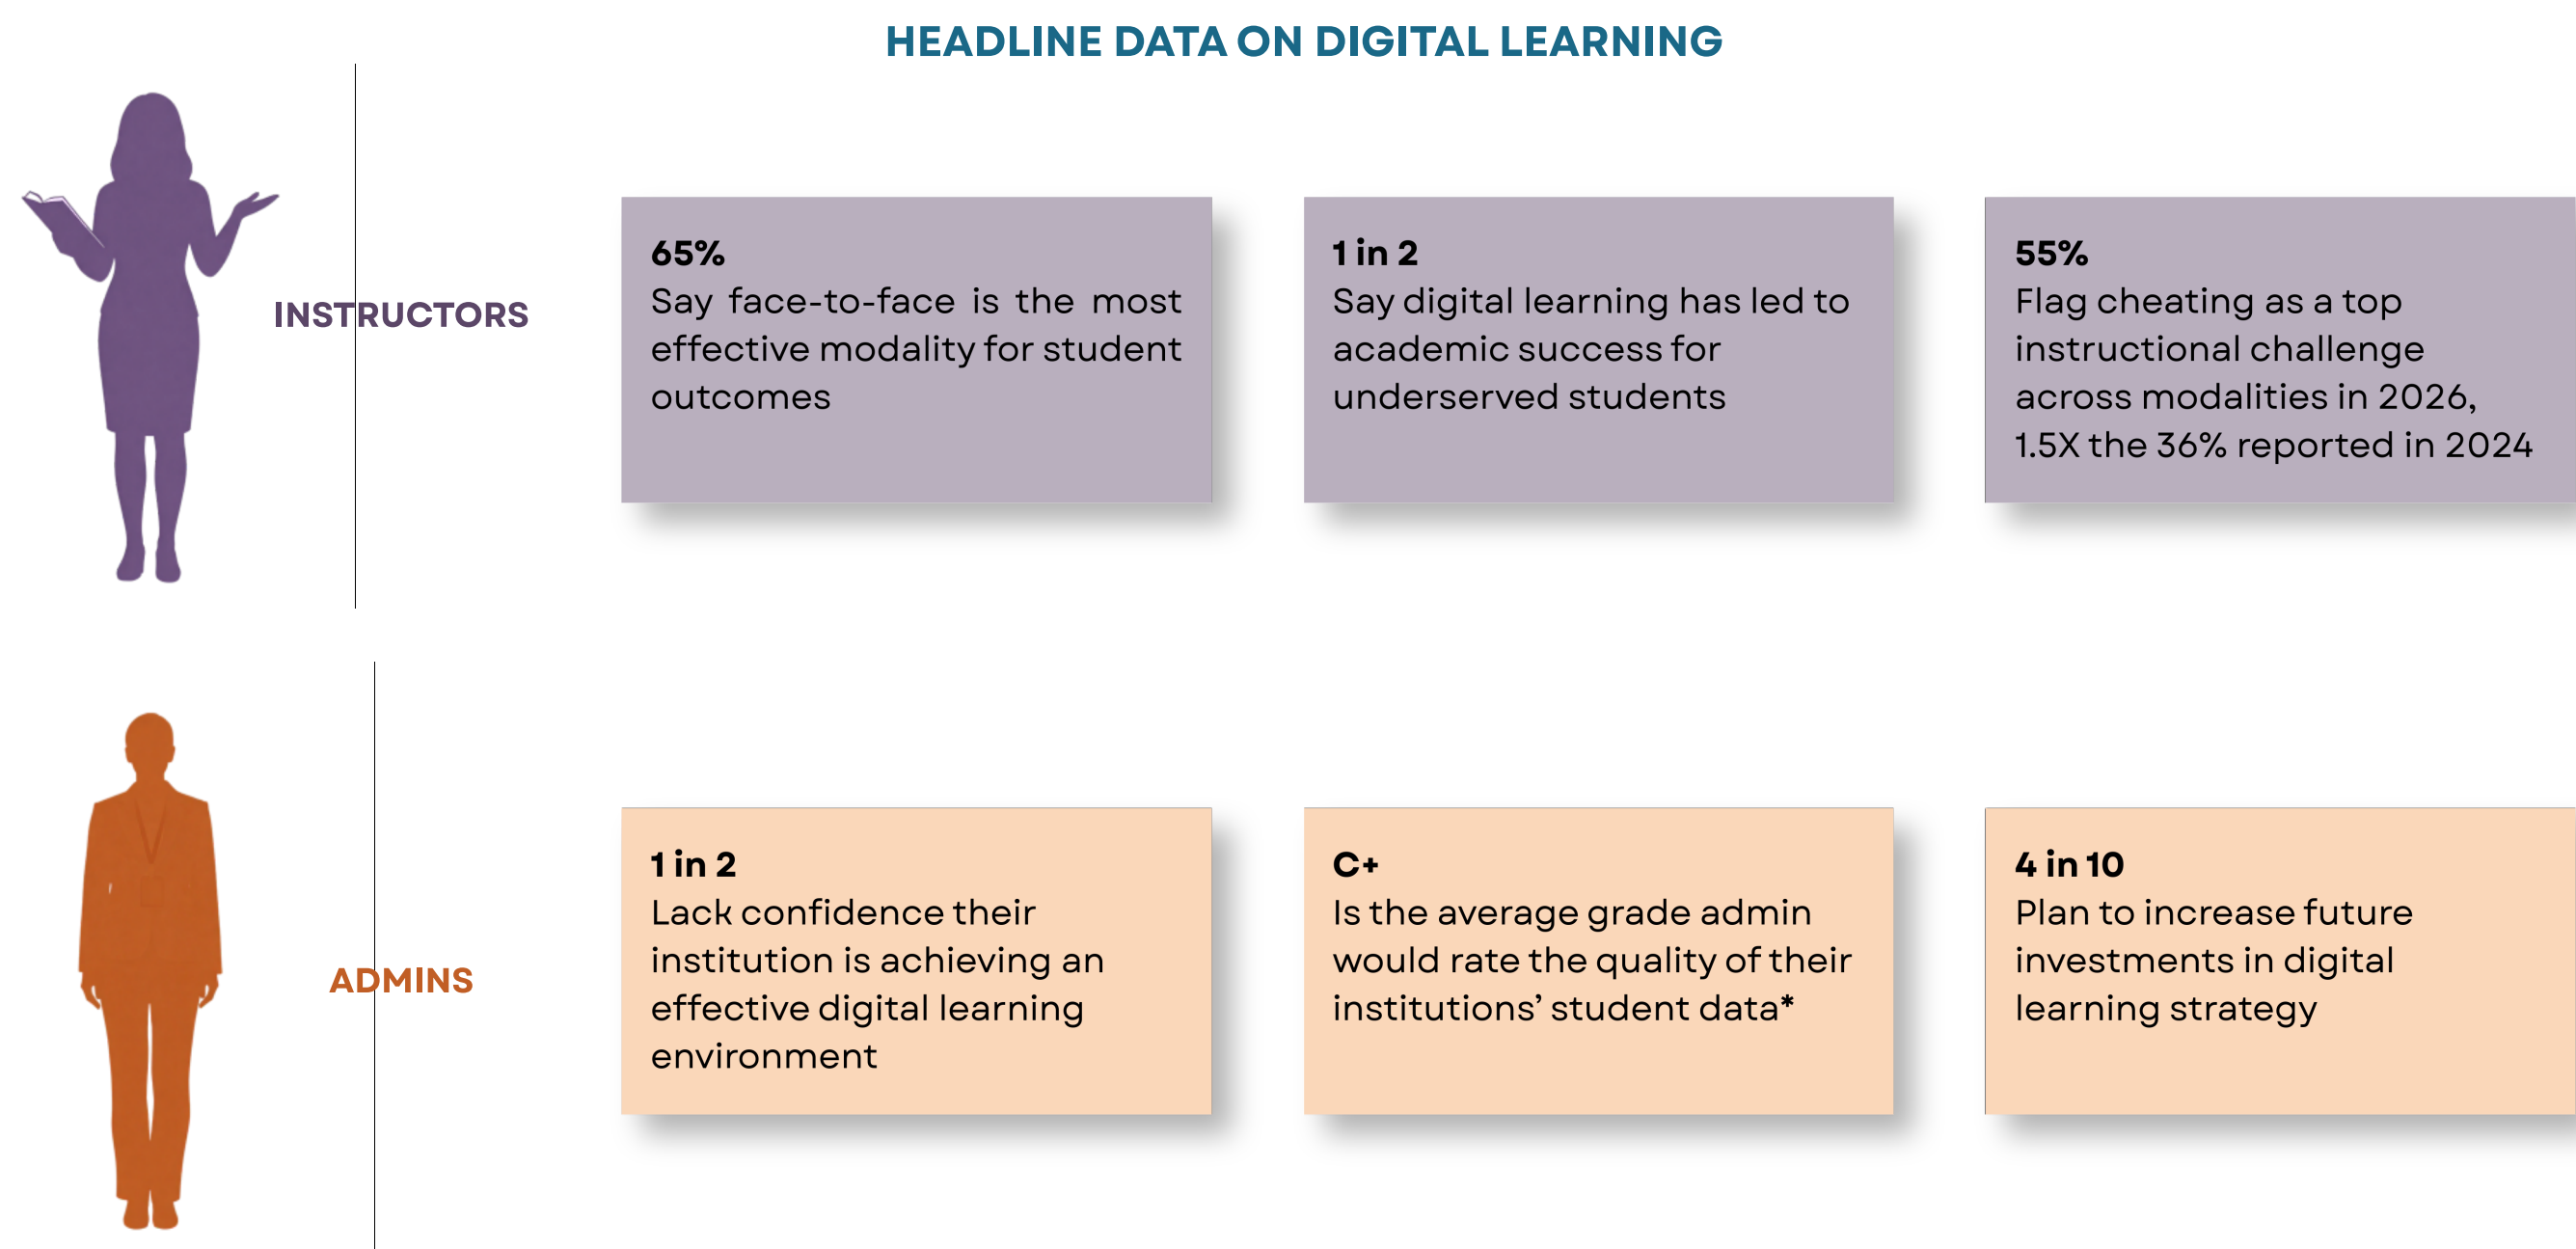 HEADLINE DATA ON DIGITAL LEARNING
INSTRUCTORS
65%
Say face-to-face is the most
effective modality for student
outcomes
1 in 2
Say digital learning has led to
academic success for
underserved students
55%
Flag cheating as a top
instructional challenge
across modalities in 2026,
1.5X the 36% reported in 2024
ADMINS
1 in 2
Lack confidence their
institution is achieving an
effective digital learning
environment
C+
Is the average grade admin
would rate the quality of their
institutions’ student data*
4 in 10
Plan to increase future
investments in digital
learning strategy